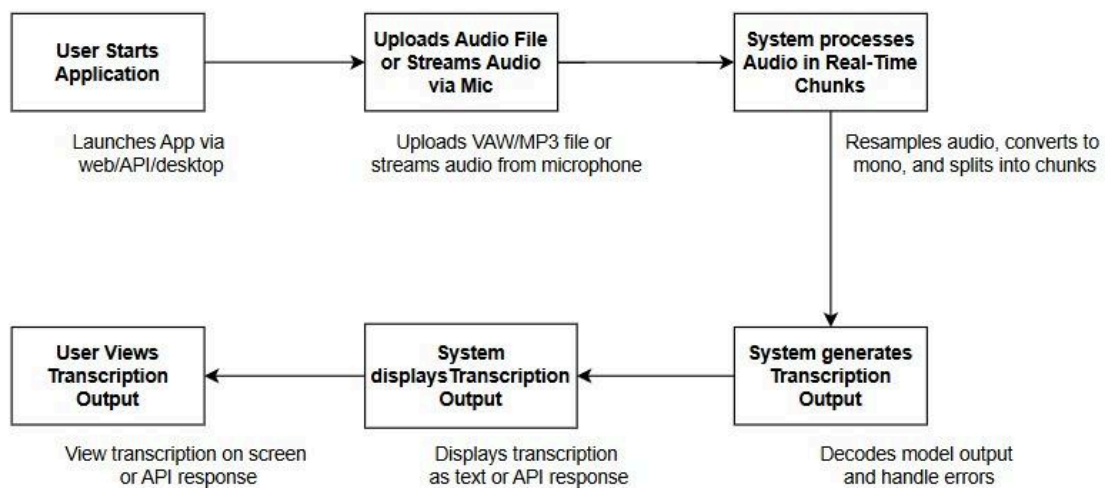 User Starts
Application
Uploads Audio File
or Streams Audio
via Mic
System processes
Audio in Real-Time
Chunks
Launches App via
web/API/desktop
Uploads VAW/MP3 file or
streams audio from microphone
Resamples audio, converts to
mono, and splits into chunks
User Views
Transcription
Output
System
displaysTranscription
Output
System generates
Transcription
Output
View transcription on screen
or API response
Displays transcription
as text or API response
Decodes model output
and handle errors